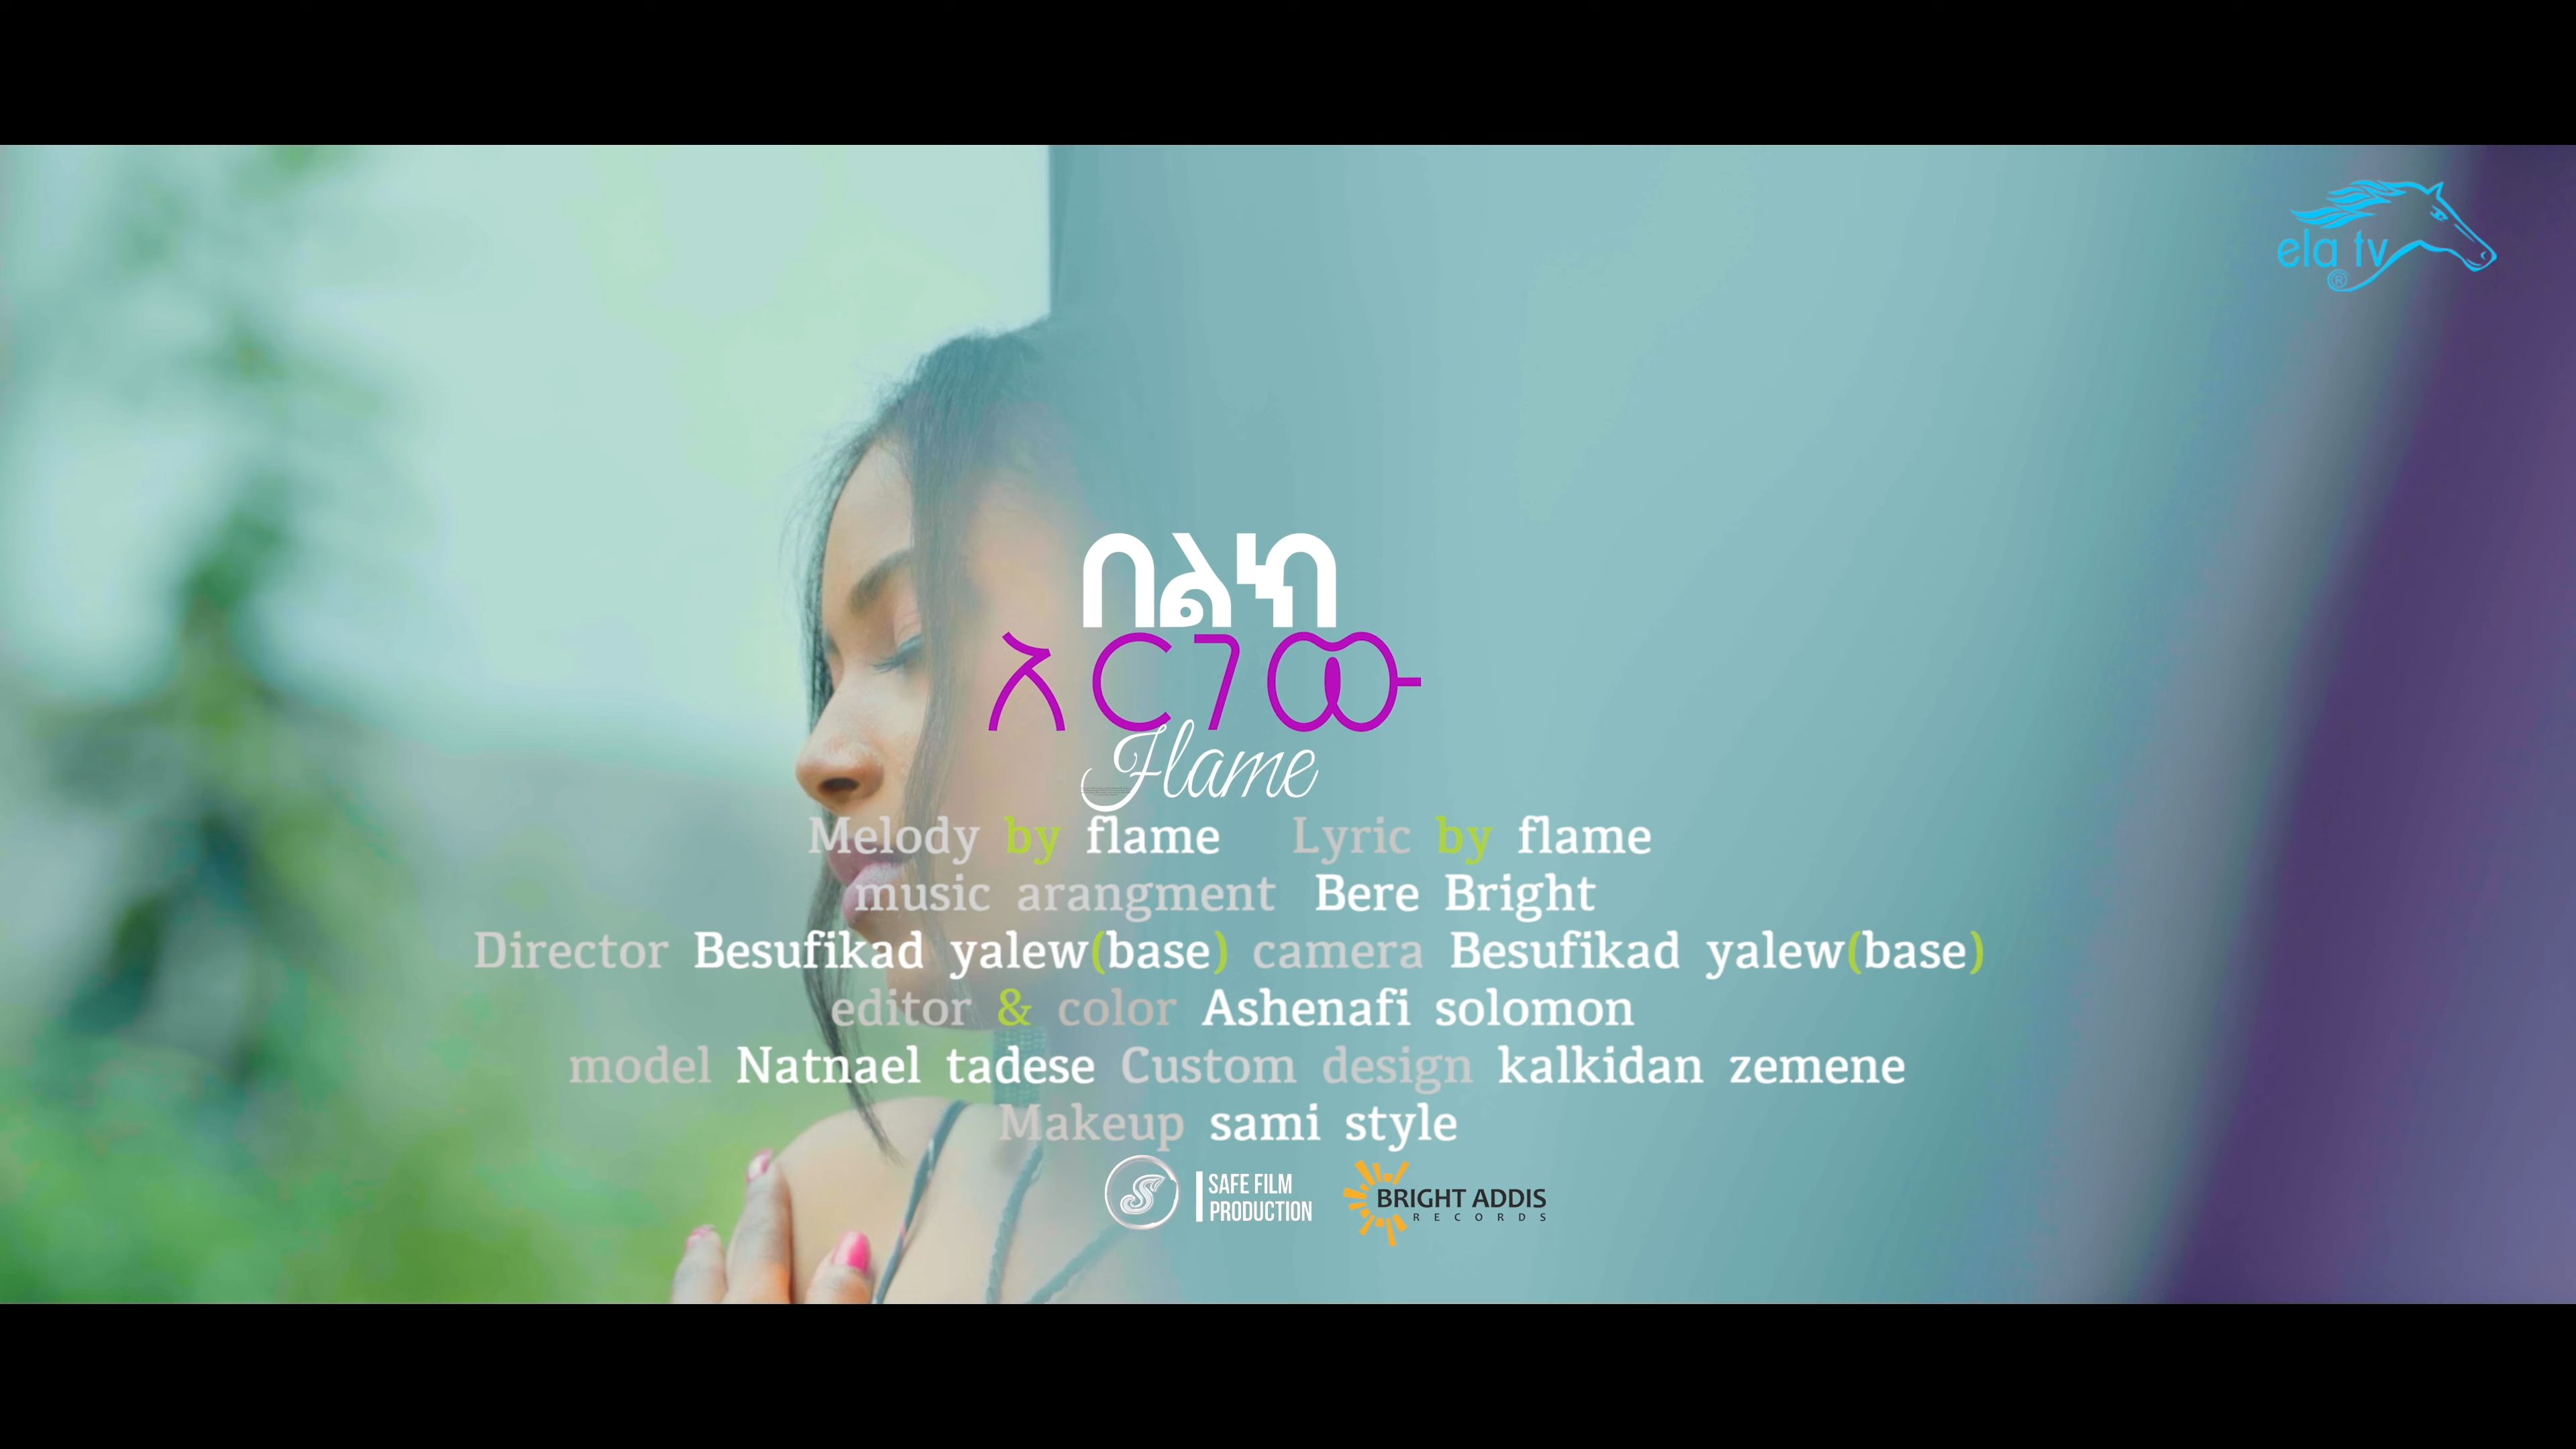 ela tv
®
በልክ
አርገው
Flame
Melody by flame Lyric by flame
music arangment Bere Bright
Director Besufikad yalew(base) camera Besufikad yalew(base)
editor & color Ashenafi solomon
model Natnael tadese Custom design kalkidan zemene
Makeup sami style
S SAFE FILM
PRODUCTION
BRIGHT ADDIS
RECORDS